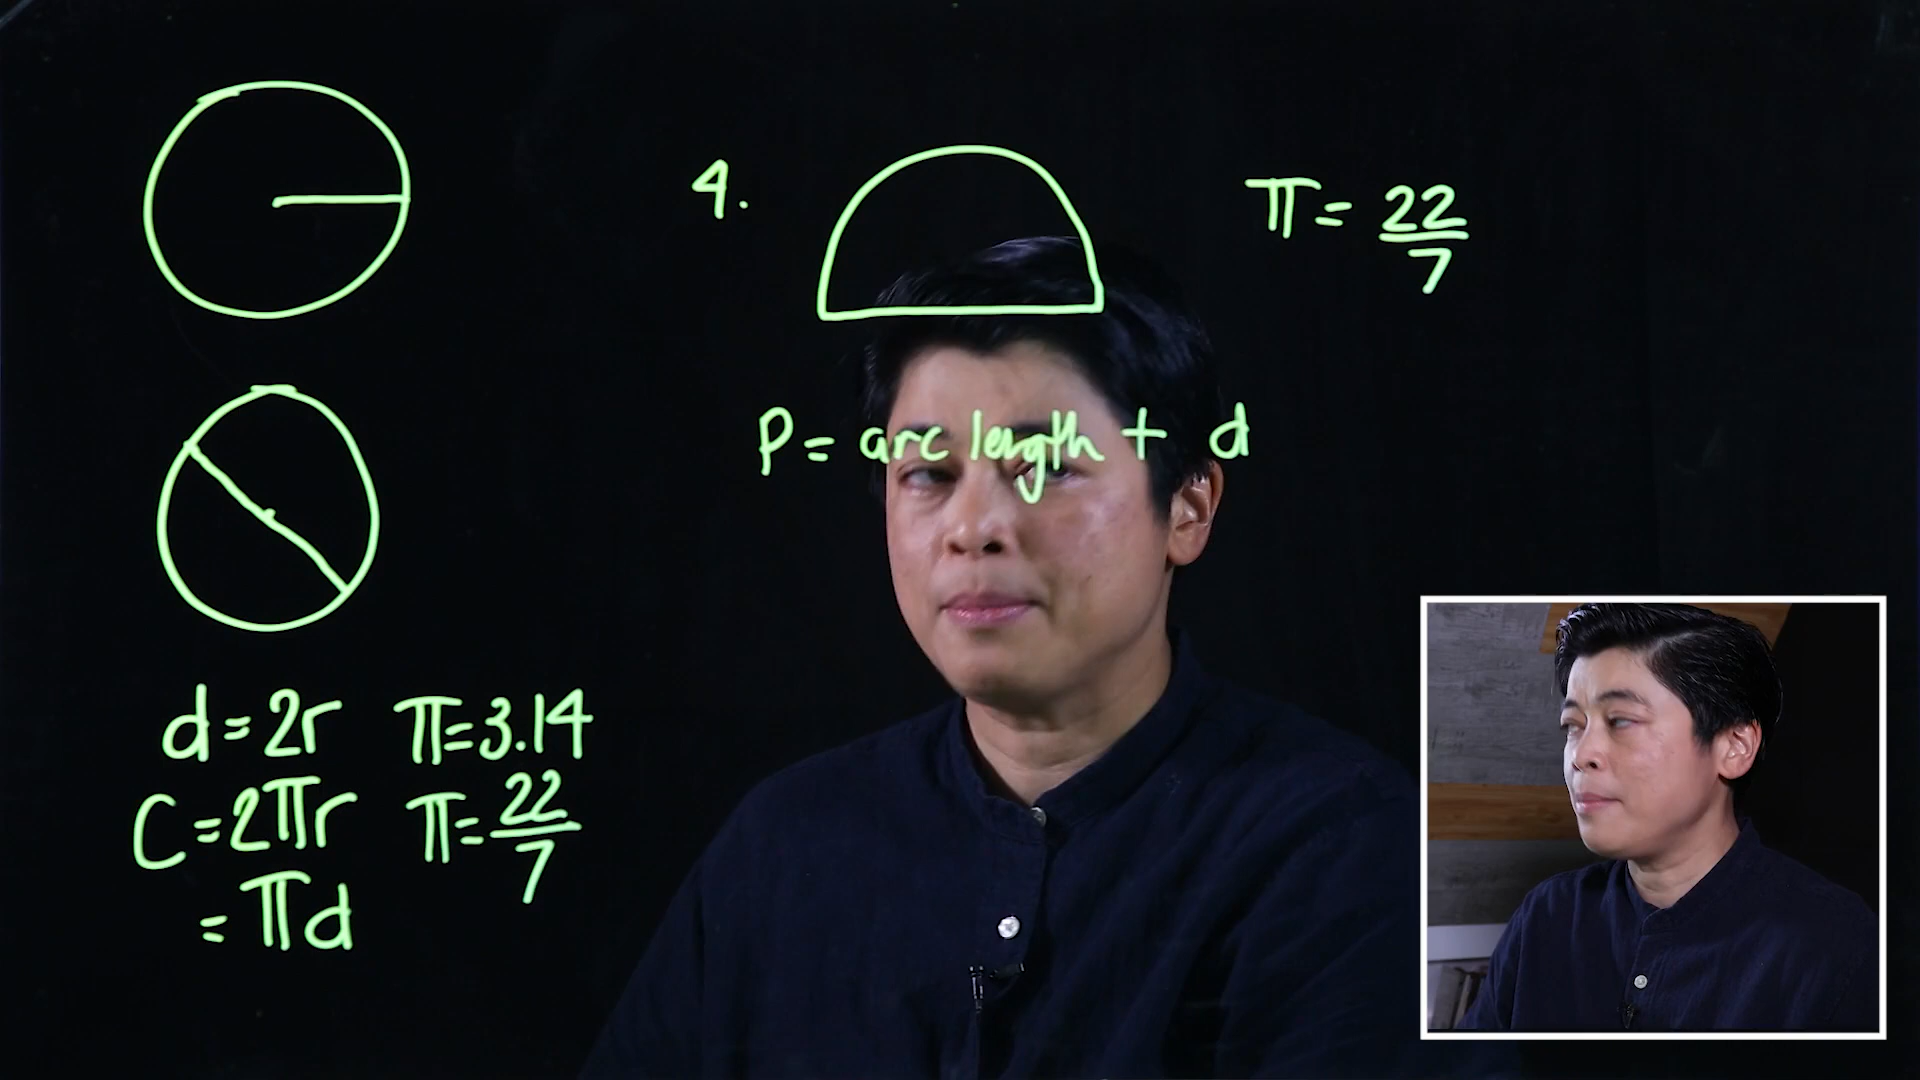 4.
π = 22/7
P = arc length + d
d = 2r
π = 3.14
C = 2πr
π = 22/7
= πd